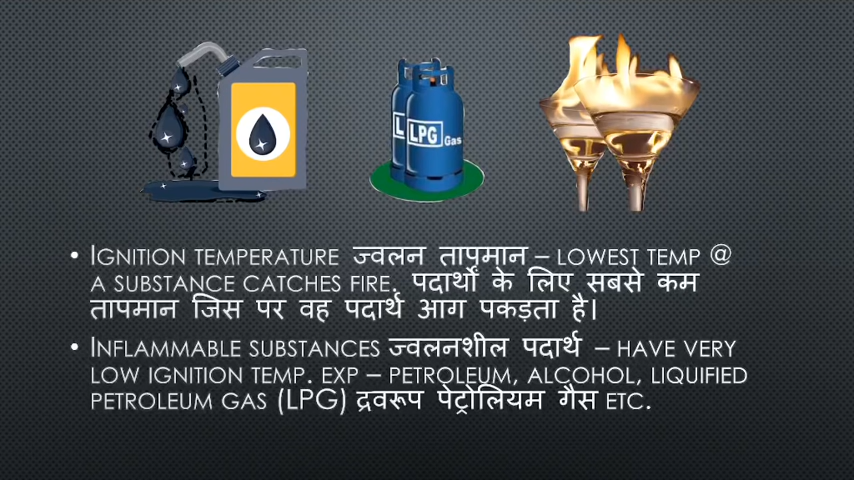 L
LPG Gas
• IGNITION TEMPERATURE ज्वलन तापमान – LOWEST TEMP @
A SUBSTANCE CATCHES FIRE. पदार्थो के लिए सबसे कम
तापमान जिस पर वह पदार्थ आग पकड़ता है।
• INFLAMMABLE SUBSTANCES ज्वलनशील पदार्थ – HAVE VERY
LOW IGNITION TEMP. EXP – PETROLEUM, ALCOHOL, LIQUIFIED
PETROLEUM GAS (LPG) द्रवरूप पेट्रोलियम गैस ETC.